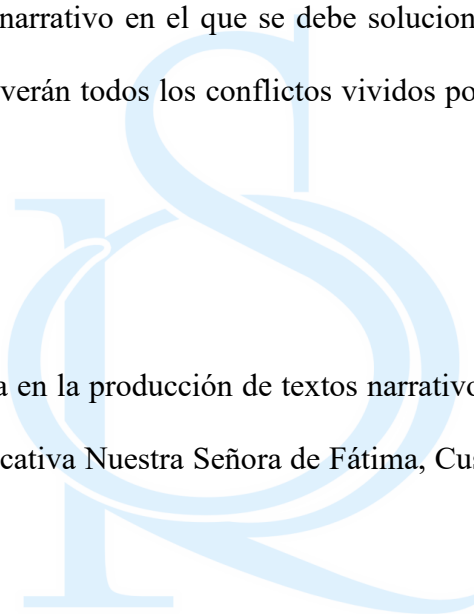 narrativo en el que se debe solucion
verán todos los conflictos vividos po
a en la producción de textos narrativo
cativa Nuestra Señora de Fátima, Cus